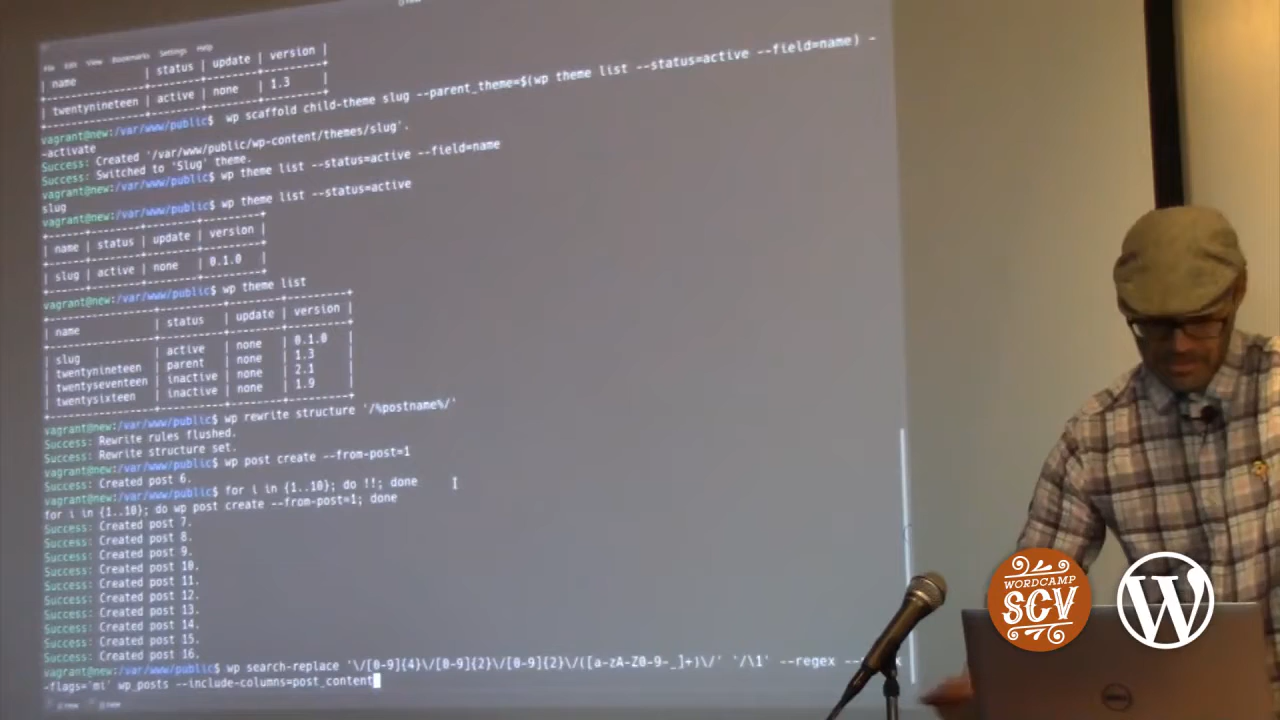 File Edit View Bookmarks Settings Help
| name | status | update | version |
| twentynineteen | active | none | 1.3 |
vagrant@new:/var/www/public$ wp scaffold child-theme slug --parent_theme=$(wp theme list --status=active --field=name) -
-activate
Success: Created '/var/www/public/wp-content/themes/slug'.
Success: Switched to 'Slug' theme.
vagrant@new:/var/www/public$ wp theme list --status=active --field=name
slug
vagrant@new:/var/www/public$ wp theme list --status=active
| name | status | update | version |
| slug | active | none | 0.1.0 |
vagrant@new:/var/www/public$ wp theme list
| name | status | update | version |
| slug | active | none | 0.1.0 |
| twentynineteen | parent | none | 1.3 |
| twentyseventeen | inactive | none | 2.1 |
| twentysixteen | inactive | none | 1.9 |
vagrant@new:/var/www/public$ wp rewrite structure '/%postname%/'
Success: Rewrite rules flushed.
Success: Rewrite structure set.
vagrant@new:/var/www/public$ wp post create --from-post=1
Success: Created post 6.
vagrant@new:/var/www/public$ for i in {1..10}; do !!; done
for i in {1..10}; do wp post create --from-post=1; done
Success: Created post 7.
Success: Created post 8.
Success: Created post 9.
Success: Created post 10.
Success: Created post 11.
Success: Created post 12.
Success: Created post 13.
Success: Created post 14.
Success: Created post 15.
Success: Created post 16.
vagrant@new:/var/www/public$ wp search-replace '\/[0-9]{4}\/[0-9]{2}\/[0-9]{2}\/([a-zA-Z0-9-_]+)\/' '/\1' --regex
-flags='mi' wp_posts --include-columns=post_content
WORDCAMP
SCV
W
DELL